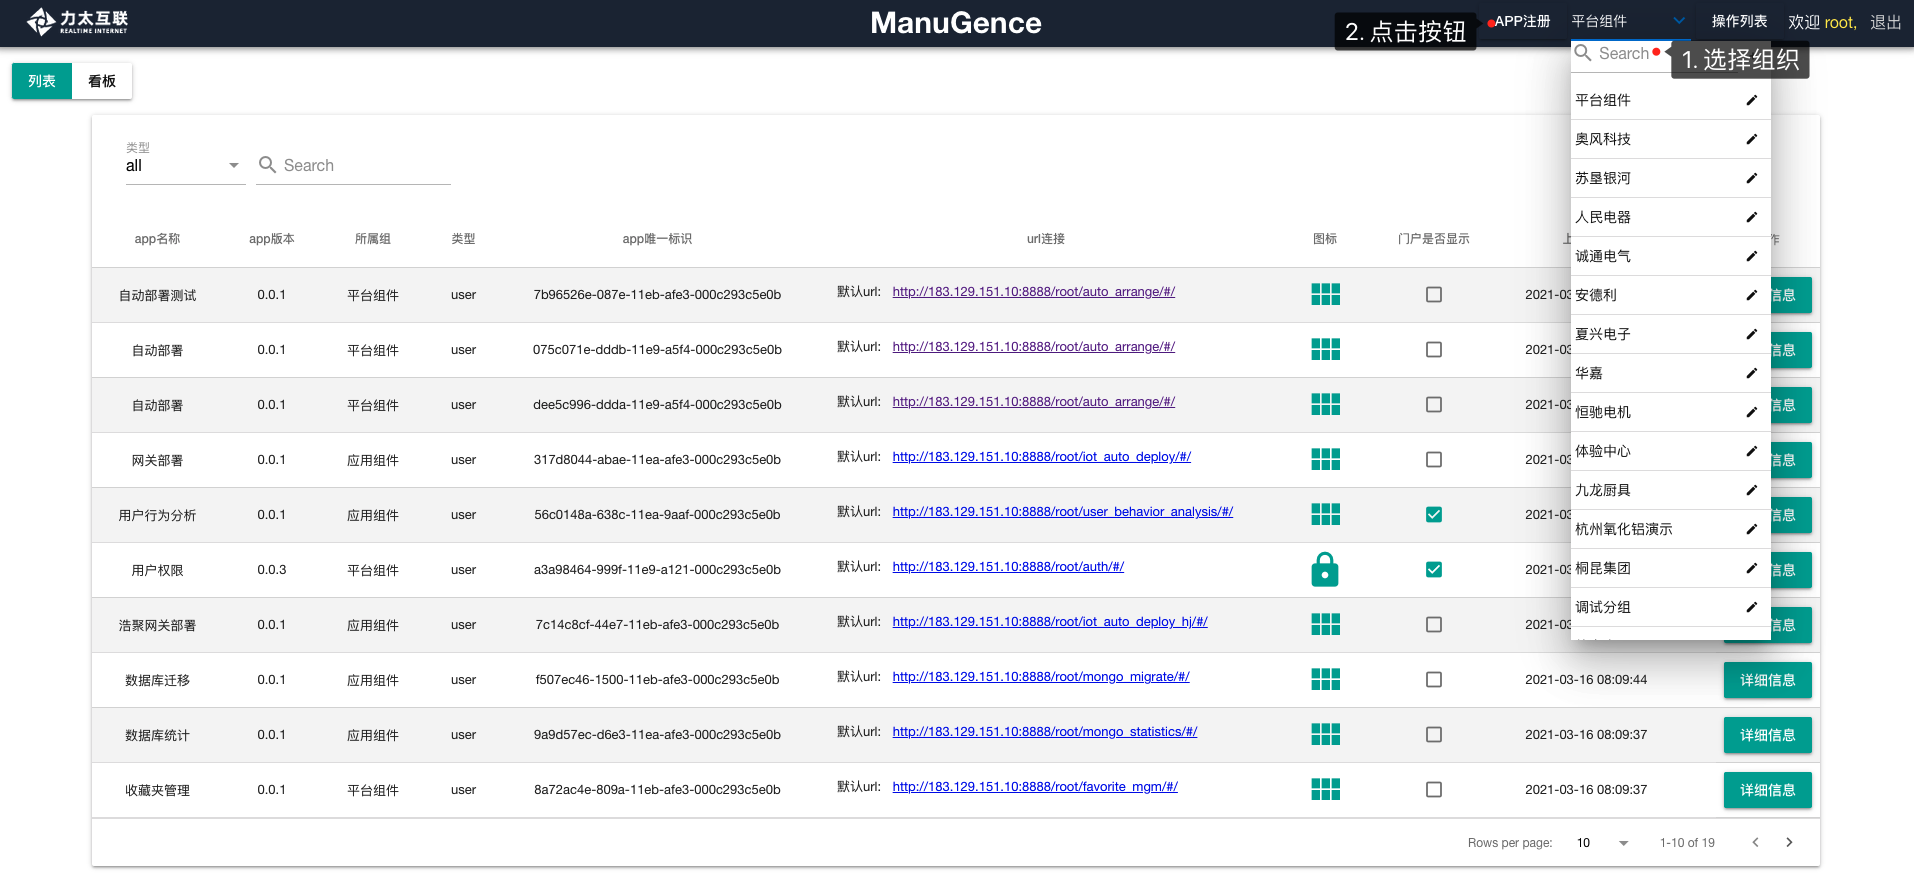 力太互联
REALTIME INTERNET
ManuGence
2. 点击按钮
APP注册
平台组件
操作列表
欢迎 root,
退出
1. 选择组织
列表
看板
Search
平台组件
奥风科技
苏垦银河
人民电器
诚通电气
安德利
夏兴电子
华嘉
恒驰电机
体验中心
九龙厨具
杭州氧化铝演示
桐昆集团
调试分组
类型
all
Search
app名称 app版本 所属组 类型 app唯一标识 url连接 图标 门户是否显示 上 作
自动部署测试 0.0.1 平台组件 user 7b96526e-087e-11eb-afe3-000c293c5e0b 默认url: http://183.129.151.10:8888/root/auto_arrange/#/ 2021-03 信息
自动部署 0.0.1 平台组件 user 075c071e-dddb-11e9-a5f4-000c293c5e0b 默认url: http://183.129.151.10:8888/root/auto_arrange/#/ 2021-03 信息
自动部署 0.0.1 平台组件 user dee5c996-ddda-11e9-a5f4-000c293c5e0b 默认url: http://183.129.151.10:8888/root/auto_arrange/#/ 2021-03 信息
网关部署 0.0.1 应用组件 user 317d8044-abae-11ea-afe3-000c293c5e0b 默认url: http://183.129.151.10:8888/root/iot_auto_deploy/#/ 2021-03 信息
用户行为分析 0.0.1 应用组件 user 56c0148a-638c-11ea-9aaf-000c293c5e0b 默认url: http://183.129.151.10:8888/root/user_behavior_analysis/#/ 2021-03 信息
用户权限 0.0.3 平台组件 user a3a98464-999f-11e9-a121-000c293c5e0b 默认url: http://183.129.151.10:8888/root/auth/#/ 2021-03 信息
浩聚网关部署 0.0.1 应用组件 user 7c14c8cf-44e7-11eb-afe3-000c293c5e0b 默认url: http://183.129.151.10:8888/root/iot_auto_deploy_hj/#/ 2021-03 信息
数据库迁移 0.0.1 应用组件 user f507ec46-1500-11eb-afe3-000c293c5e0b 默认url: http://183.129.151.10:8888/root/mongo_migrate/#/ 2021-03-16 08:09:44 详细信息
数据库统计 0.0.1 应用组件 user 9a9d57ec-d6e3-11ea-afe3-000c293c5e0b 默认url: http://183.129.151.10:8888/root/mongo_statistics/#/ 2021-03-16 08:09:37 详细信息
收藏夹管理 0.0.1 平台组件 user 8a72ac4e-809a-11eb-afe3-000c293c5e0b 默认url: http://183.129.151.10:8888/root/favorite_mgm/#/ 2021-03-16 08:09:37 详细信息
Rows per page: 10 1-10 of 19